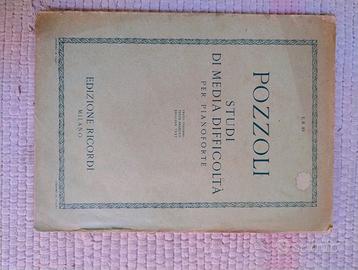 POZZOLI
STUDI
DI MEDIA DIFFICOLTÀ
PER PIANOFORTE
EDIZIONE RICORDI
MILANO